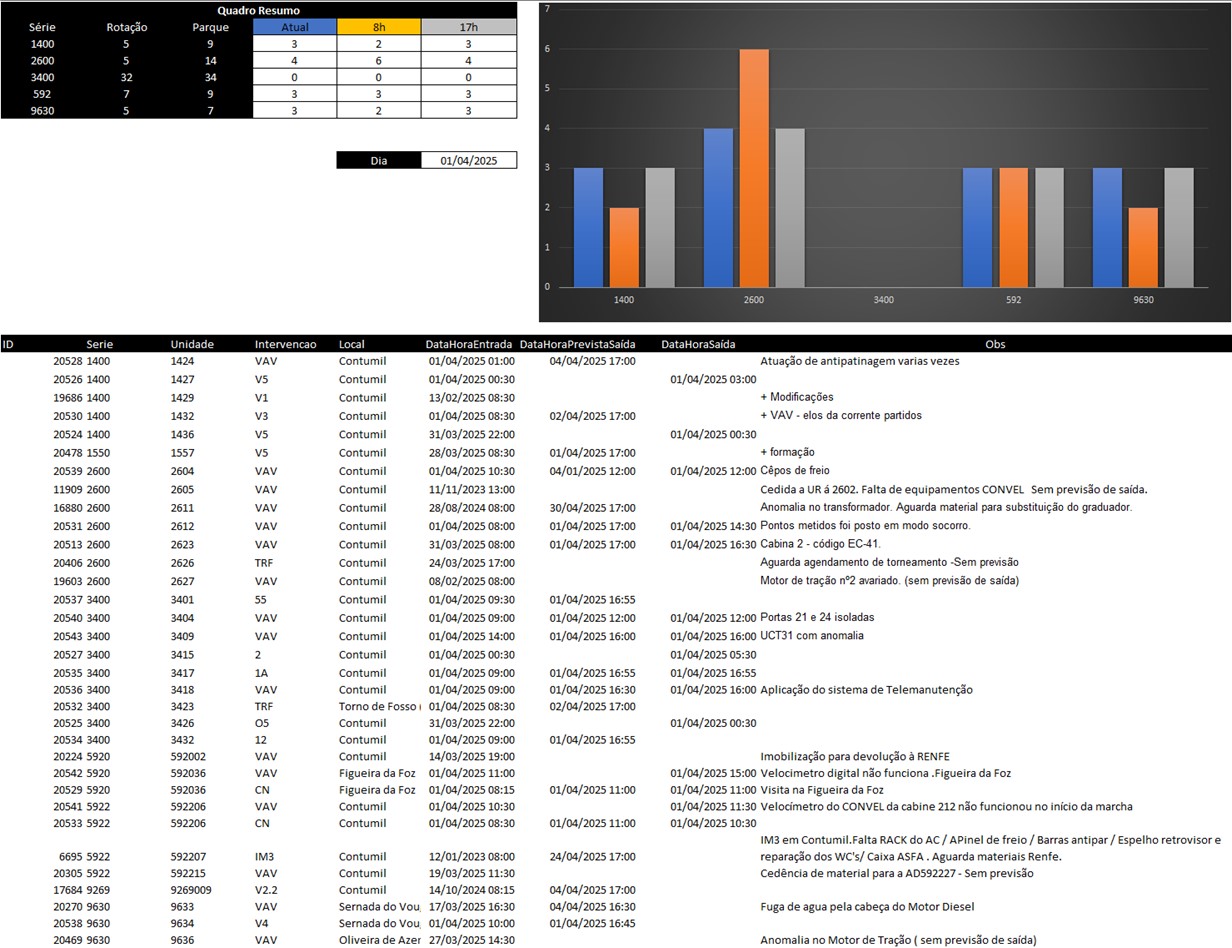 Quadro Resumo
Série Rotação Parque Atual 8h 17h
1400 5 9 3 2 3
2600 5 14 4 6 4
3400 32 34 0 0 0
592 7 9 3 3 3
9630 5 7 3 2 3
Dia 01/04/2025
7
6
5
4
3
2
1
0
1400 2600 3400 592 9630
ID Serie Unidade Intervencao Local DataHoraEntrada DataHoraPrevistaSaída DataHoraSaída Obs
20528 1400 1424 VAV Contumil 01/04/2025 01:00 04/04/2025 17:00 Atuação de antipatinagem varias vezes
20526 1400 1427 V5 Contumil 01/04/2025 00:30 01/04/2025 03:00
19686 1400 1429 V1 Contumil 13/02/2025 08:30 + Modificações
20530 1400 1432 V3 Contumil 01/04/2025 08:30 02/04/2025 17:00 + VAV - elos da corrente partidos
20524 1400 1436 V5 Contumil 31/03/2025 22:00 01/04/2025 00:30
20478 1550 1557 V5 Contumil 28/03/2025 08:30 01/04/2025 17:00 + formação
20539 2600 2604 VAV Contumil 01/04/2025 10:30 04/01/2025 12:00 01/04/2025 12:00 Cêpos de freio
11909 2600 2605 VAV Contumil 11/11/2023 13:00 Cedida a UR á 2602. Falta de equipamentos CONVEL Sem previsão de saída.
16880 2600 2611 VAV Contumil 28/08/2024 08:00 30/04/2025 17:00 Anomalia no transformador. Aguarda material para substituição do graduador.
20531 2600 2612 VAV Contumil 01/04/2025 08:00 01/04/2025 17:00 01/04/2025 14:30 Pontos metidos foi posto em modo socorro.
20513 2600 2623 VAV Contumil 31/03/2025 08:00 01/04/2025 17:00 01/04/2025 16:30 Cabina 2 - código EC-41.
20406 2600 2626 TRF Contumil 24/03/2025 17:00 Aguarda agendamento de torneamento -Sem previsão
19603 2600 2627 VAV Contumil 08/02/2025 08:00 Motor de tração nº2 avariado. (sem previsão de saída)
20537 3400 3401 55 Contumil 01/04/2025 09:30 01/04/2025 16:55
20540 3400 3404 VAV Contumil 01/04/2025 09:00 01/04/2025 12:00 01/04/2025 12:00 Portas 21 e 24 isoladas
20543 3400 3409 VAV Contumil 01/04/2025 14:00 01/04/2025 16:00 01/04/2025 16:00 UCT31 com anomalia
20527 3400 3415 2 Contumil 01/04/2025 00:30 01/04/2025 05:30
20535 3400 3417 1A Contumil 01/04/2025 09:00 01/04/2025 16:55 01/04/2025 16:55
20536 3400 3418 VAV Contumil 01/04/2025 09:00 01/04/2025 16:30 01/04/2025 16:00 Aplicação do sistema de Telemanutenção
20532 3400 3423 TRF Torno de Fosso ( 01/04/2025 08:30 02/04/2025 17:00
20525 3400 3426 O5 Contumil 31/03/2025 22:00 01/04/2025 00:30
20534 3400 3432 12 Contumil 01/04/2025 09:00 01/04/2025 16:55
20224 5920 592002 VAV Contumil 14/03/2025 19:00 Imobilização para devolução à RENFE
20542 5920 592036 VAV Figueira da Foz 01/04/2025 11:00 01/04/2025 15:00 Velocimetro digital não funciona .Figueira da Foz
20529 5920 592036 CN Figueira da Foz 01/04/2025 08:15 01/04/2025 11:00 01/04/2025 11:00 Visita na Figueira da Foz
20541 5922 592206 VAV Contumil 01/04/2025 10:30 01/04/2025 11:30 Velocímetro do CONVEL da cabine 212 não funcionou no início da marcha
20533 5922 592206 CN Contumil 01/04/2025 08:30 01/04/2025 11:00 01/04/2025 10:30
IM3 em Contumil.Falta RACK do AC / APinel de freio / Barras antipar / Espelho retrovisor e
6695 5922 592207 IM3 Contumil 12/01/2023 08:00 24/04/2025 17:00 reparação dos WC's/ Caixa ASFA . Aguarda materiais Renfe.
20305 5922 592215 VAV Contumil 19/03/2025 11:30 Cedência de material para a AD592227 - Sem previsão
17684 9269 9269009 V2.2 Contumil 14/10/2024 08:15 04/04/2025 17:00
20270 9630 9633 VAV Sernada do Vou 17/03/2025 16:30 04/04/2025 16:30 Fuga de agua pela cabeça do Motor Diesel
20538 9630 9634 V4 Sernada do Vou 01/04/2025 10:00 01/04/2025 16:45
20469 9630 9636 VAV Oliveira de Azer 27/03/2025 14:30 Anomalia no Motor de Tração ( sem previsão de saída)